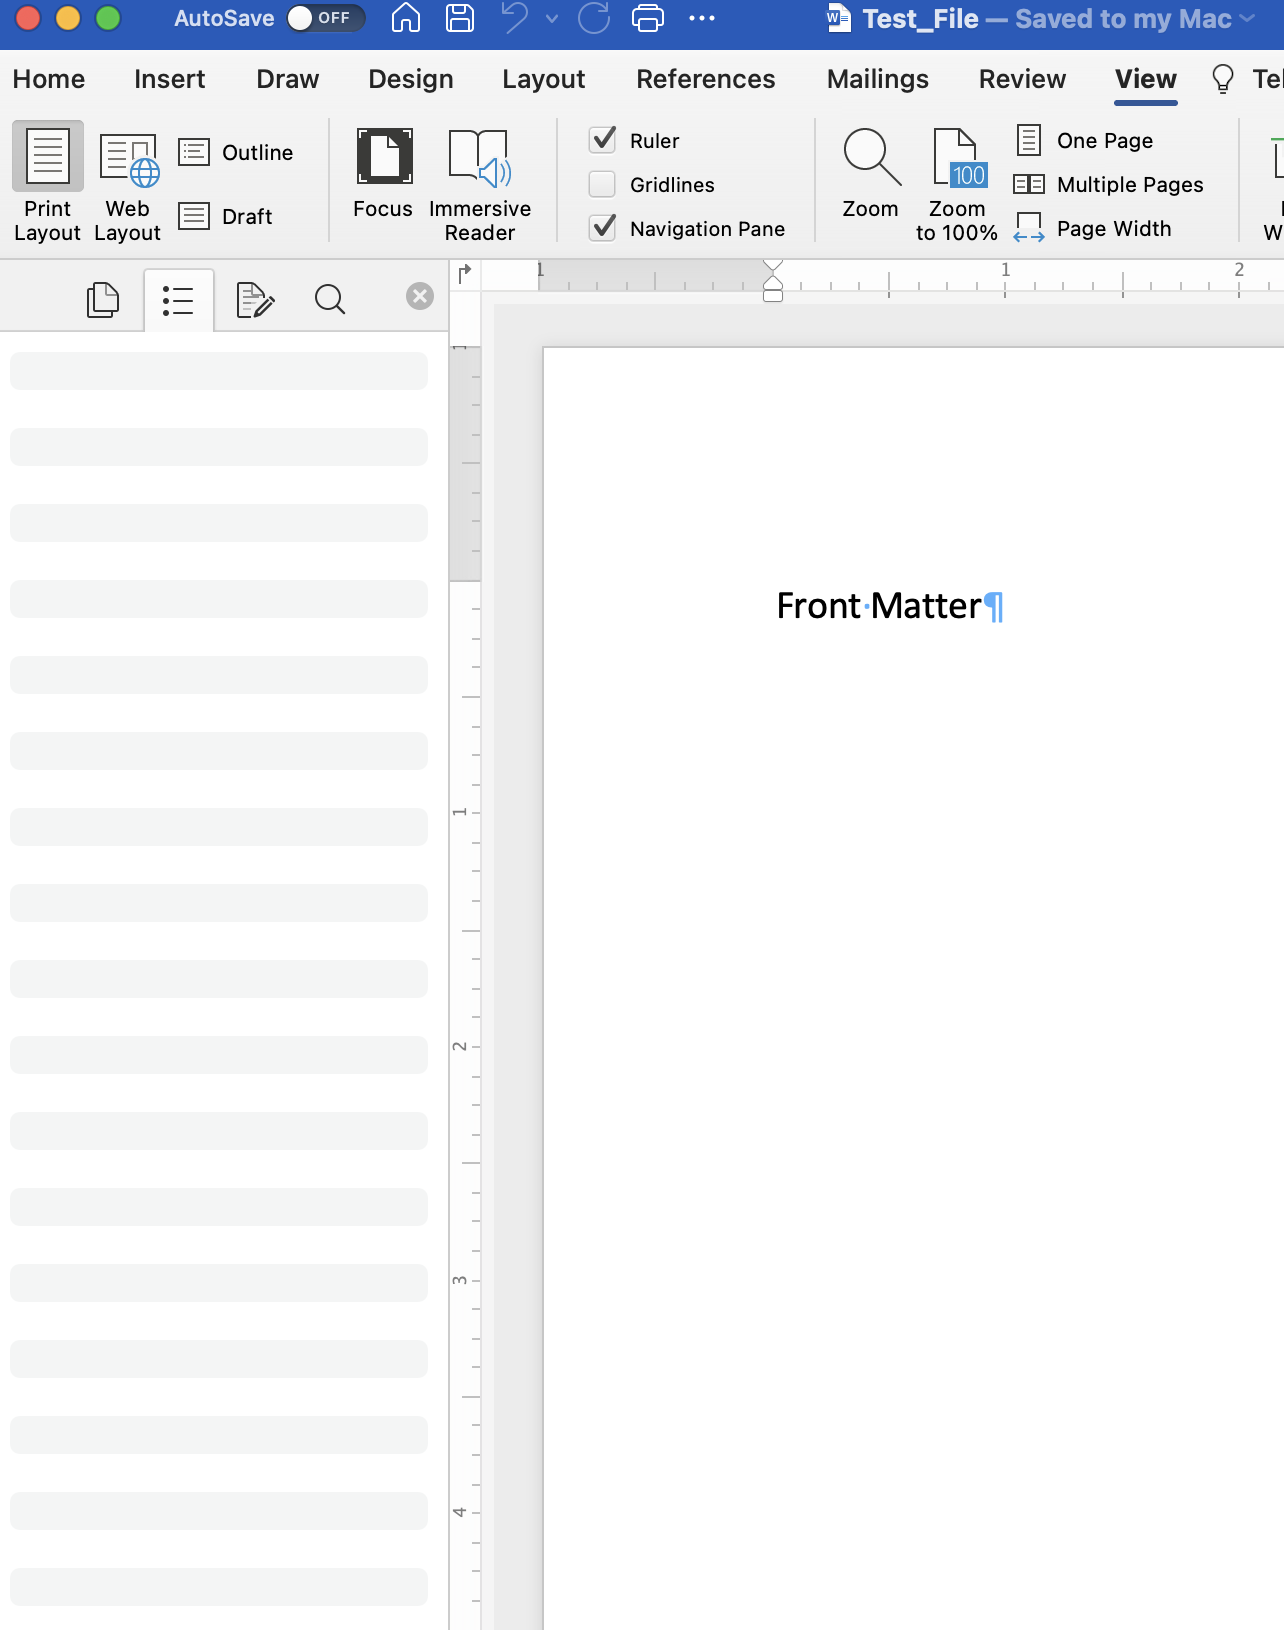 AutoSave OFF Test_File — Saved to my Mac
Home Insert Draw Design Layout References Mailings Review View
Print Layout Web Layout Outline Draft Focus Immersive Reader Ruler Gridlines Navigation Pane Zoom 100 Zoom to 100% One Page Multiple Pages Page Width
1 1 2
1
Front·Matter¶
1
2
3
4